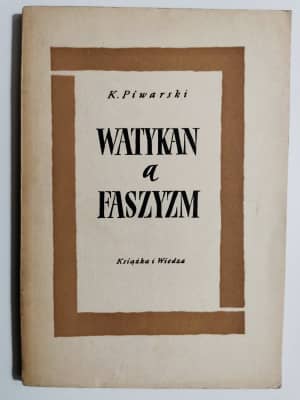 K. Piwarski
WATYKAN
a
FASZYZM
Książka i Wiedza